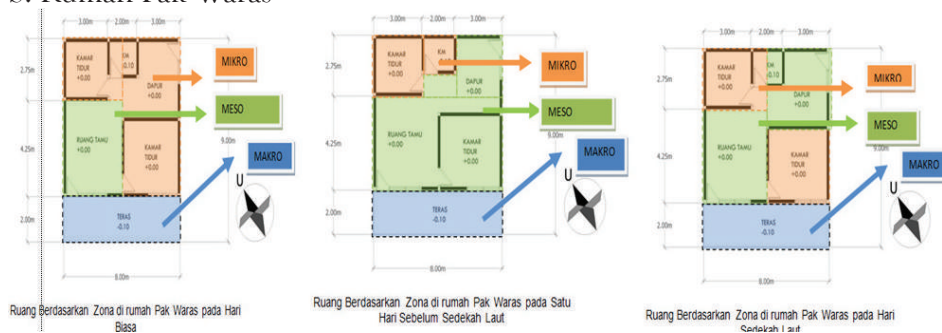 S. Rumah Pak Waras
3.00m 2.00m 3.00m
2.75m
4.25m
2.00m
9.00m
8.00m
KAMAR
TIDUR
+0.00
KM
-0.10
DAPUR
+0.00
RUANG TAMU
+0.00
KAMAR
TIDUR
+0.00
TERAS
-0.10
MIKRO
MESO
MAKRO
U
Ruang Berdasarkan Zona di rumah Pak Waras pada Hari
Biasa
3.00m 2.00m 3.00m
2.75m
4.25m
2.00m
9.00m
8.00m
KAMAR
TIDUR
+0.00
KM
-0.10
DAPUR
+0.00
RUANG TAMU
+0.00
KAMAR
TIDUR
+0.00
TERAS
-0.10
MIKRO
MESO
MAKRO
U
Ruang Berdasarkan Zona di rumah Pak Waras pada Satu
Hari Sebelum Sedekah Laut
3.00m 2.00m 3.00m
2.75m
4.25m
2.00m
9.00m
8.00m
KAMAR
TIDUR
+0.00
KM
-0.10
DAPUR
+0.00
RUANG TAMU
+0.00
KAMAR
TIDUR
+0.00
TERAS
-0.10
MIKRO
MESO
MAKRO
U
Ruang Berdasarkan Zona di rumah Pak Waras pada Hari
Sedekah Laut